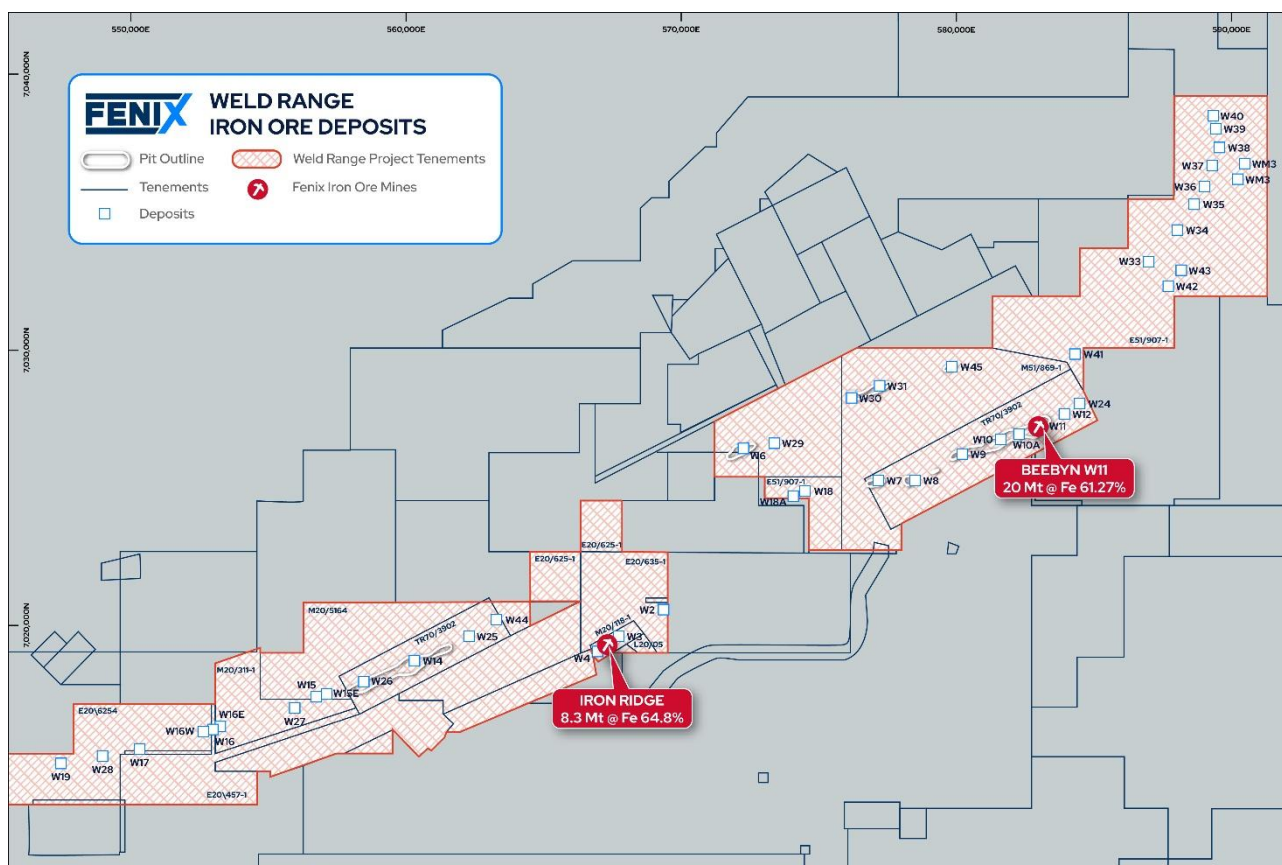 550,000E
560,000E
570,000E
580,000E
590,000E
7,040,000N
7,030,000N
7,020,000N
FENIX
WELD RANGE
IRON ORE DEPOSITS
Pit Outline
Weld Range Project Tenements
Tenements
Fenix Iron Ore Mines
Deposits
W40
W39
W38
W37
WM3
W36
WM3
W35
W34
W33
W43
W42
E51/907-1
W41
M51/869-1
W45
W31
W30
TR70/3902
W24
W12
W11
W10
W10A
W9
W29
W6
BEEBYN W11
20 Mt @ Fe 61.27%
W7
W8
E51/907-1
W18
W18A
E20/625-1
E20/625-1
E20/635-1
W2
M20/118-1
W3
L20/05
W4
IRON RIDGE
8.3 Mt @ Fe 64.8%
M20/5164
TR70/3902
W44
W25
W14
M20/311-1
W26
W15
W15E
W27
E20\6254
W16E
W16W
W16
W17
W28
W19
E20\457-1